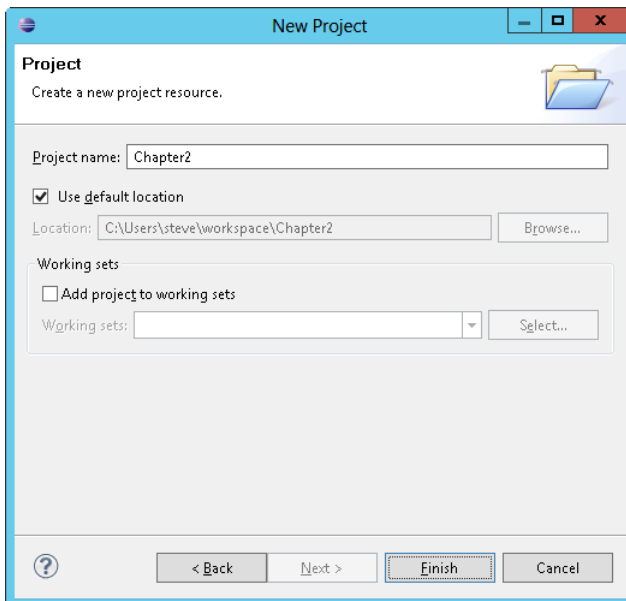 New Project
Project
Create a new project resource.
Project name: Chapter2
Use default location
Location: C:\Users\steve\workspace\Chapter2 Browse...
Working sets
Add project to working sets
Working sets: Select...
? < Back Next > Finish Cancel